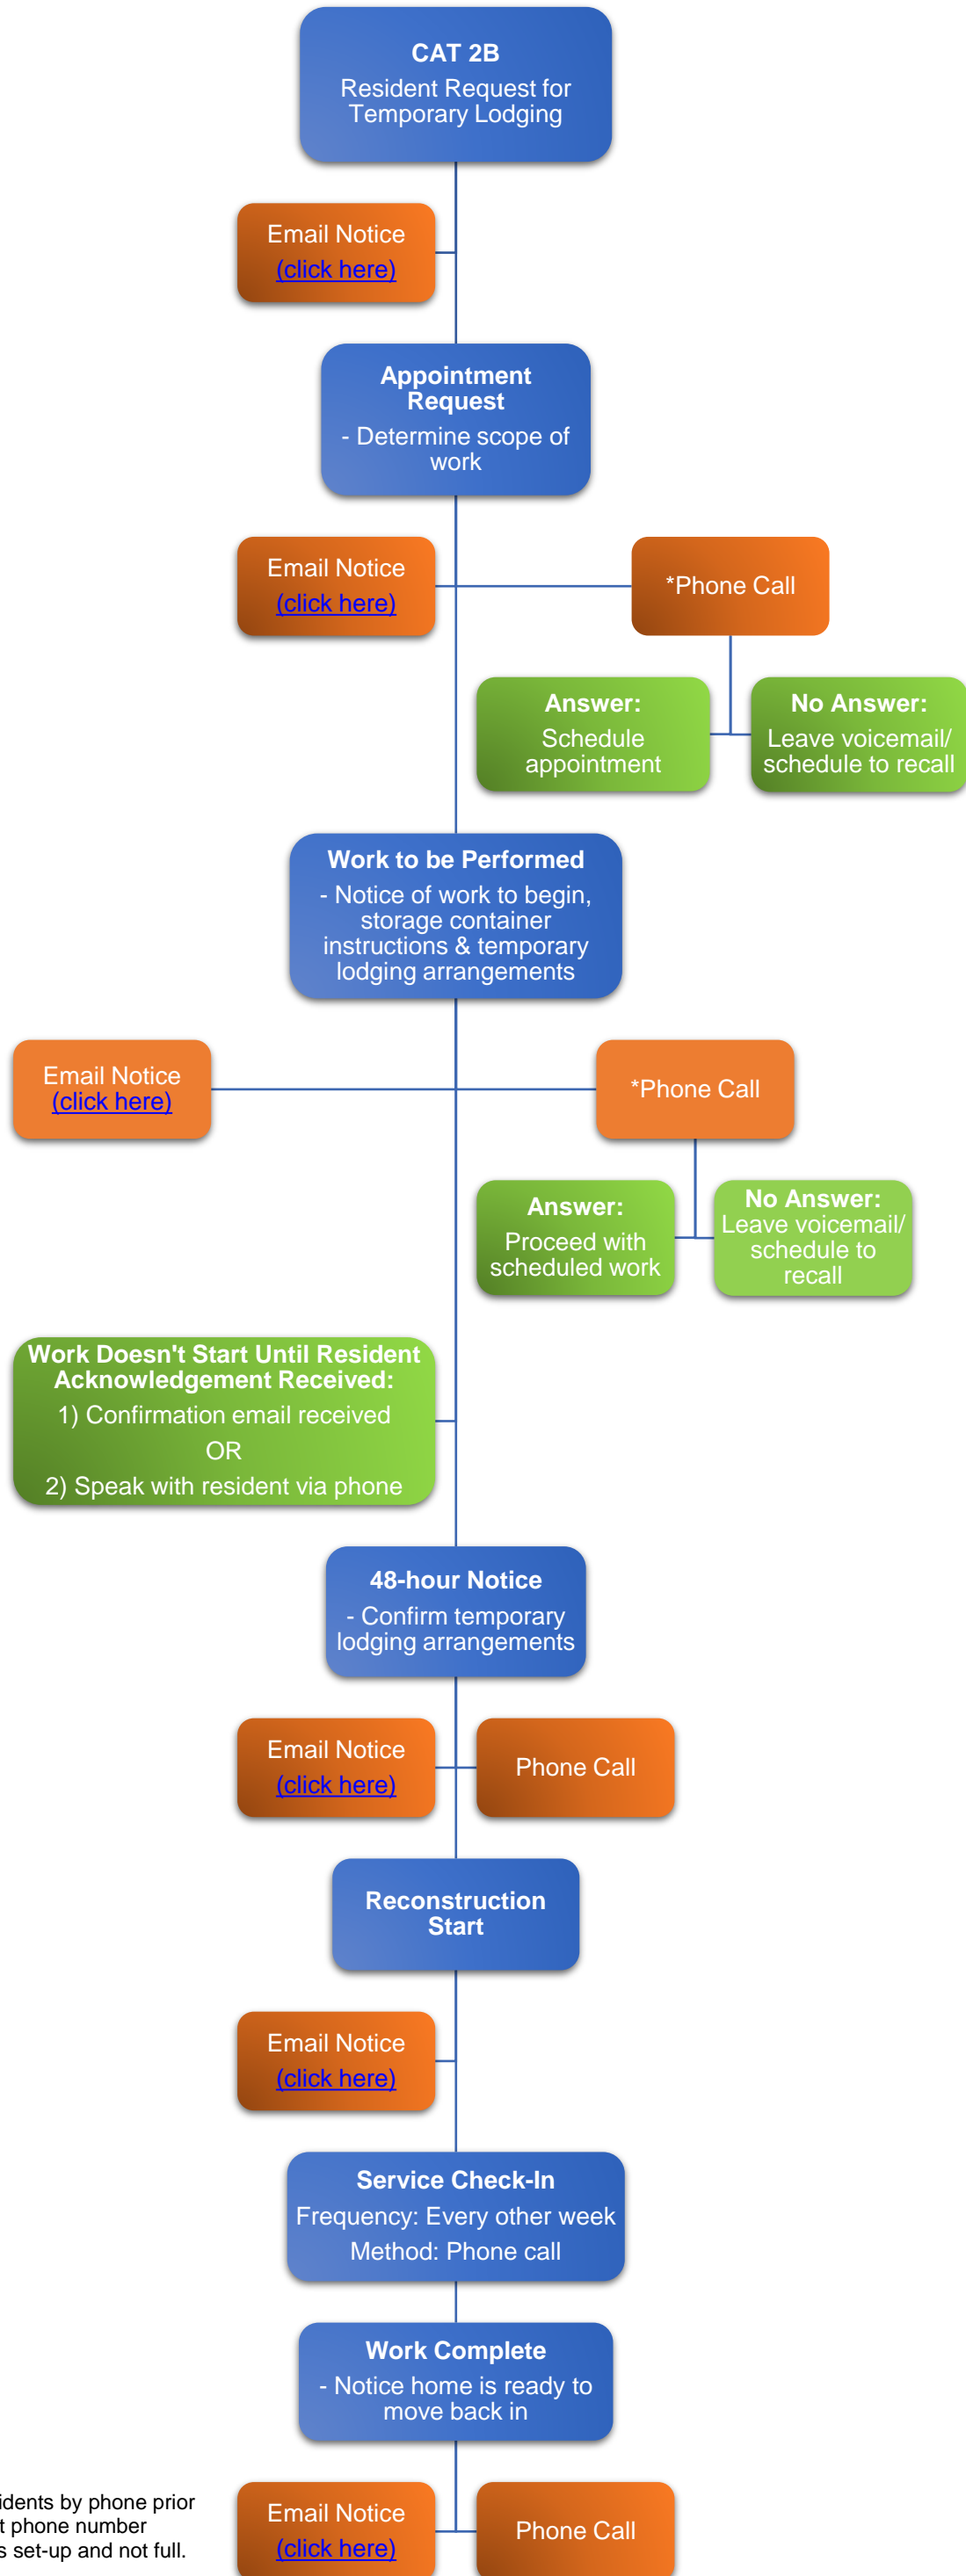 CAT 2B
Resident Request for
Temporary Lodging
Email Notice
(click here)
Appointment
Request
- Determine scope of
work
Email Notice
(click here)
*Phone Call
Answer:
Schedule
appointment
No Answer:
Leave voicemail/
schedule to recall
Work to be Performed
- Notice of work to begin,
storage container
instructions & temporary
lodging arrangements
Email Notice
(click here)
*Phone Call
Answer:
Proceed with
scheduled work
No Answer:
Leave voicemail/
schedule to
recall
Work Doesn't Start Until Resident
Acknowledgement Received:
1) Confirmation email received
OR
2) Speak with resident via phone
48-hour Notice
- Confirm temporary
lodging arrangements
Email Notice
(click here)
Phone Call
Reconstruction
Start
Email Notice
(click here)
Service Check-In
Frequency: Every other week
Method: Phone call
Work Complete
- Notice home is ready to
move back in
Email Notice
(click here)
Phone Call
by phone prior
phone number
set-up and not full.